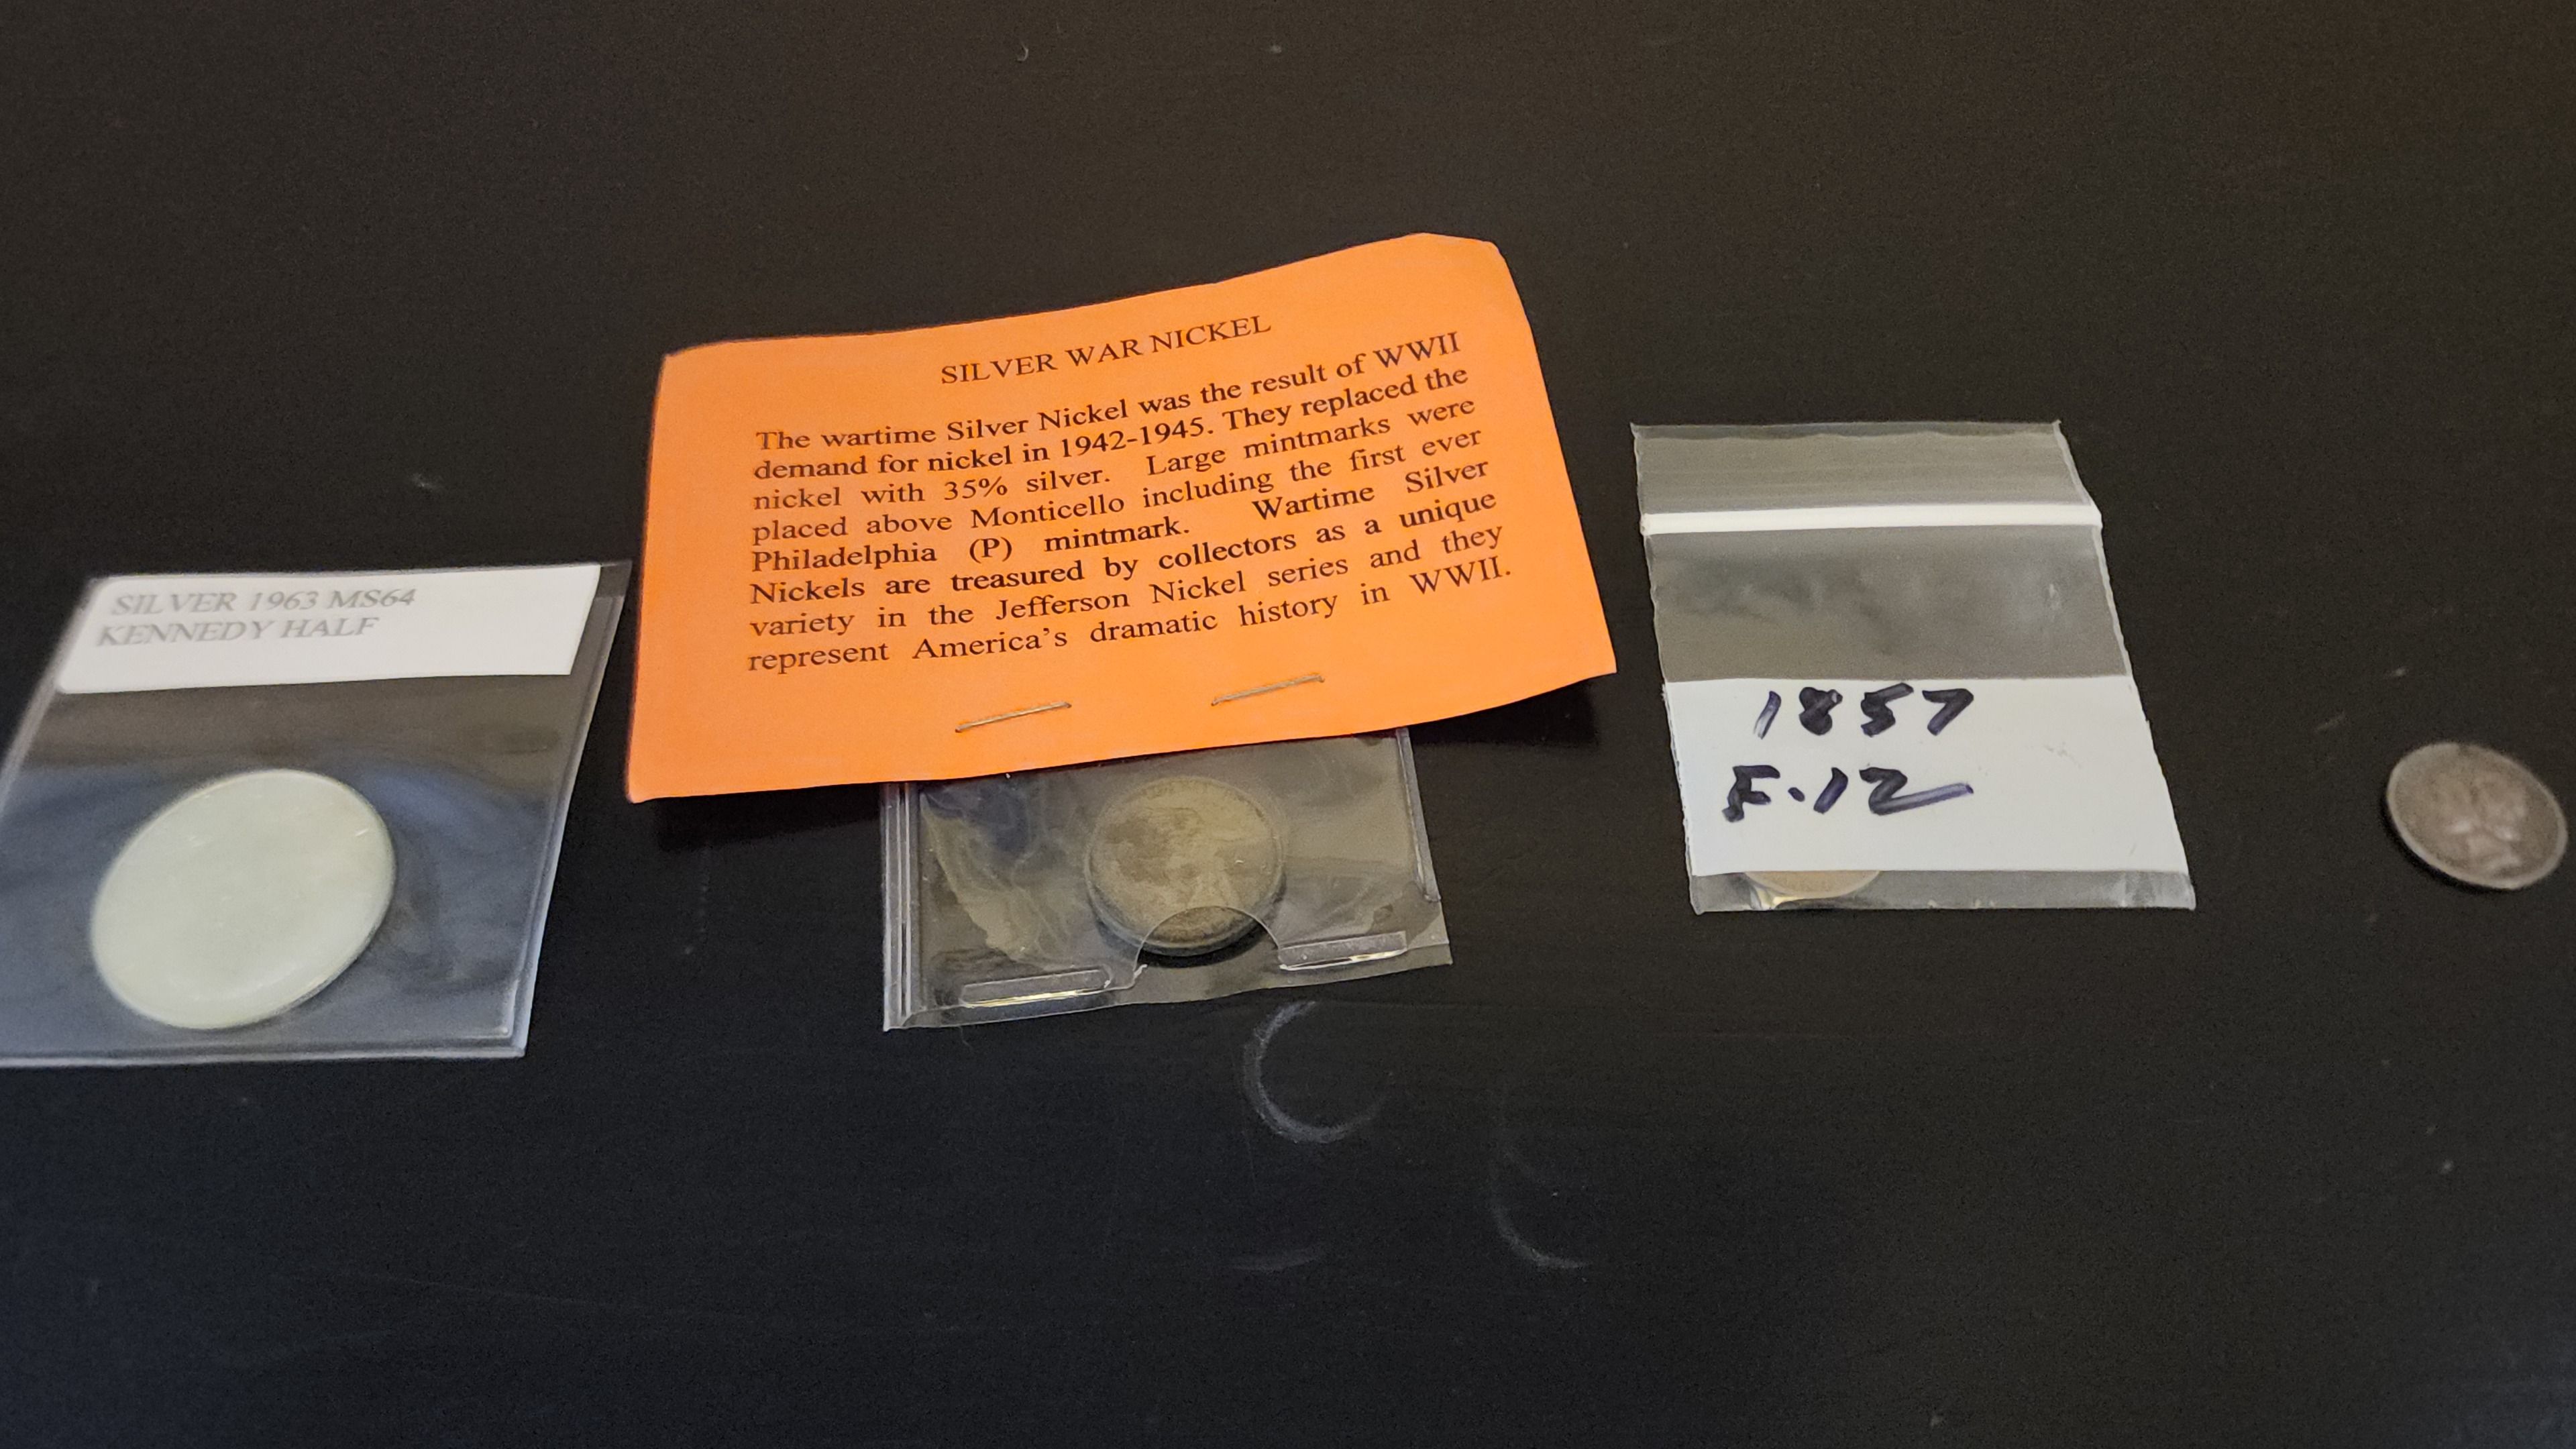 SILVER 1963 MS64
KENNEDY HALF
SILVER WAR NICKEL
The wartime Silver Nickel was the result of WWII
demand for nickel in 1942-1945. They replaced the
nickel with 35% silver. Large mintmarks were
placed above Monticello including the first ever
Philadelphia (P) mintmark. Wartime Silver
Nickels are treasured by collectors as a unique
variety in the Jefferson Nickel series and they
represent America's dramatic history in WWII.
1857
F.12